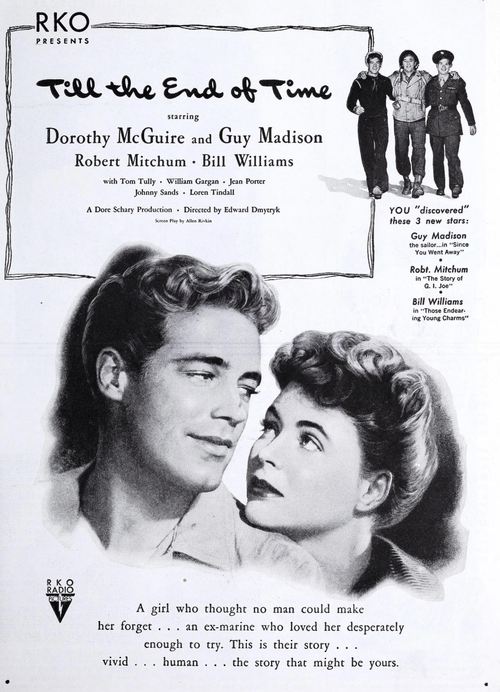 RKO
PRESENTS
Till the End of Time
starring
Dorothy McGuire and Guy Madison
Robert Mitchum · Bill Williams
with Tom Tully · William Gargan · Jean Porter
Johnny Sands · Loren Tindall
A Dore Schary Production · Directed by Edward Dmytryk
Screen Play by Allen Rivkin
YOU "discovered"
these 3 new stars:
Guy Madison
the sailor...in "Since
You Went Away"
•
Robt. Mitchum
in "The Story of
G. I. Joe"
•
Bill Williams
in "Those Endear-
ing Young Charms"
RKO
RADIO
PICTURES
A girl who thought no man could make
her forget . . . an ex-marine who loved her desperately
enough to try. This is their story . . .
vivid . . . human . . . the story that might be yours.